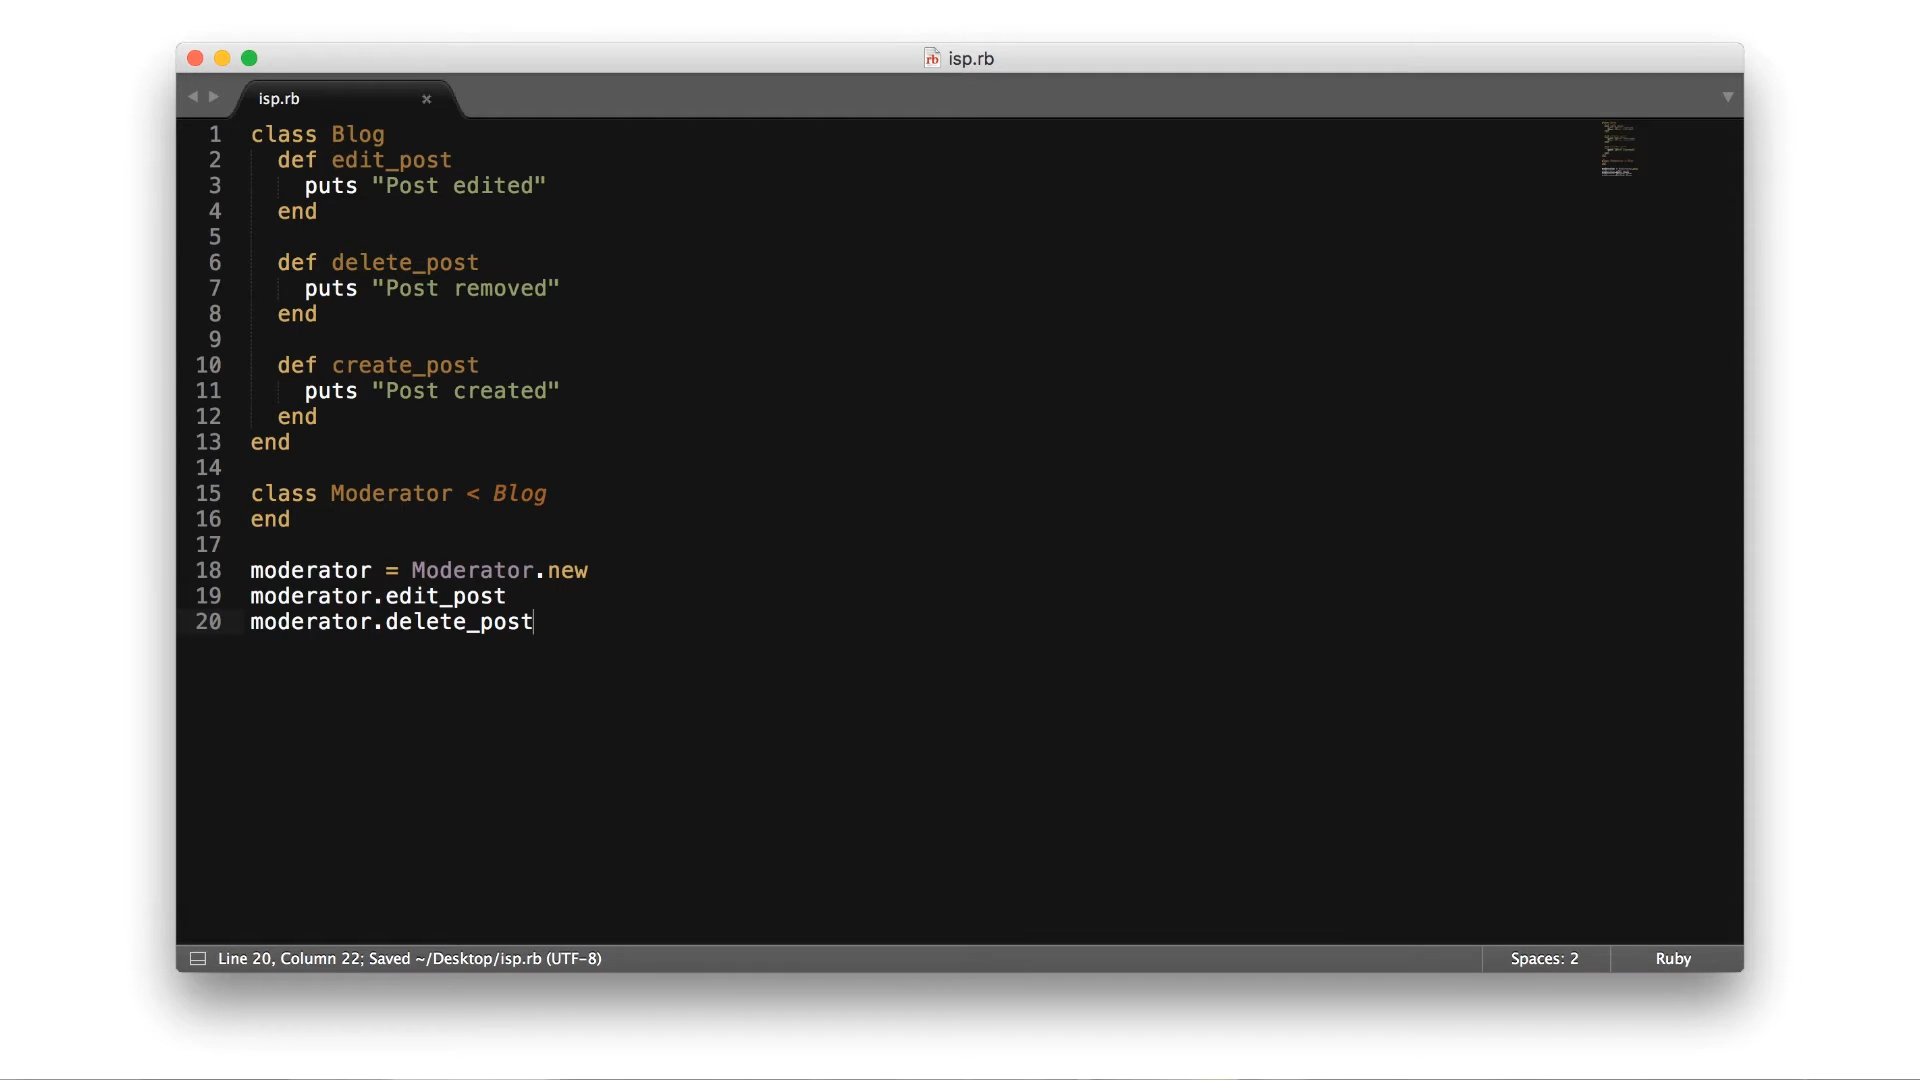 isp.rb
isp.rb
1 class Blog
2 def edit_post
3 puts "Post edited"
4 end
5
6 def delete_post
7 puts "Post removed"
8 end
9
10 def create_post
11 puts "Post created"
12 end
13 end
14
15 class Moderator < Blog
16 end
17
18 moderator = Moderator.new
19 moderator.edit_post
20 moderator.delete_post
Line 20, Column 22; Saved ~/Desktop/isp.rb (UTF-8) Spaces: 2 Ruby